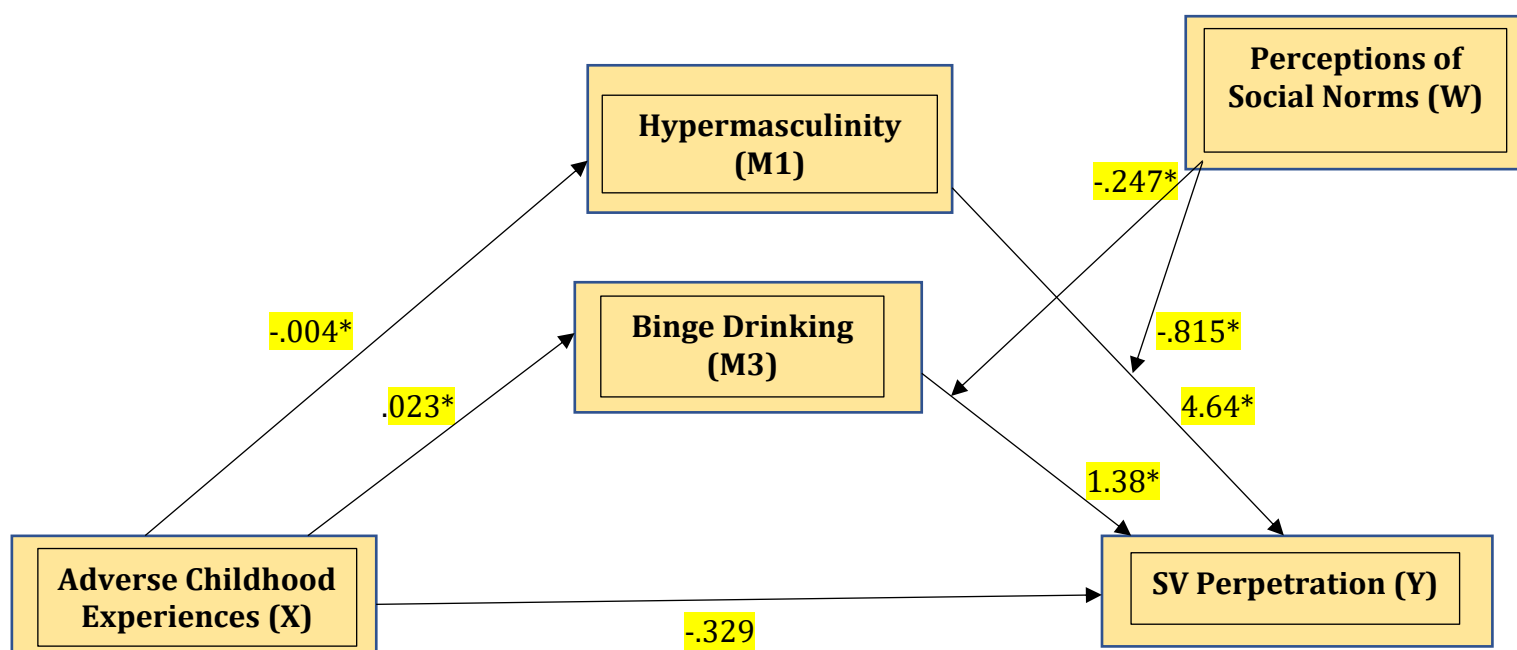 Perceptions of
Social Norms (W)
Hypermasculinity
(M1)
-.247*
-.004*
Binge Drinking
(M3)
-.815*
.023*
4.64*
1.38*
Adverse Childhood
Experiences (X)
SV Perpetration (Y)
-.329